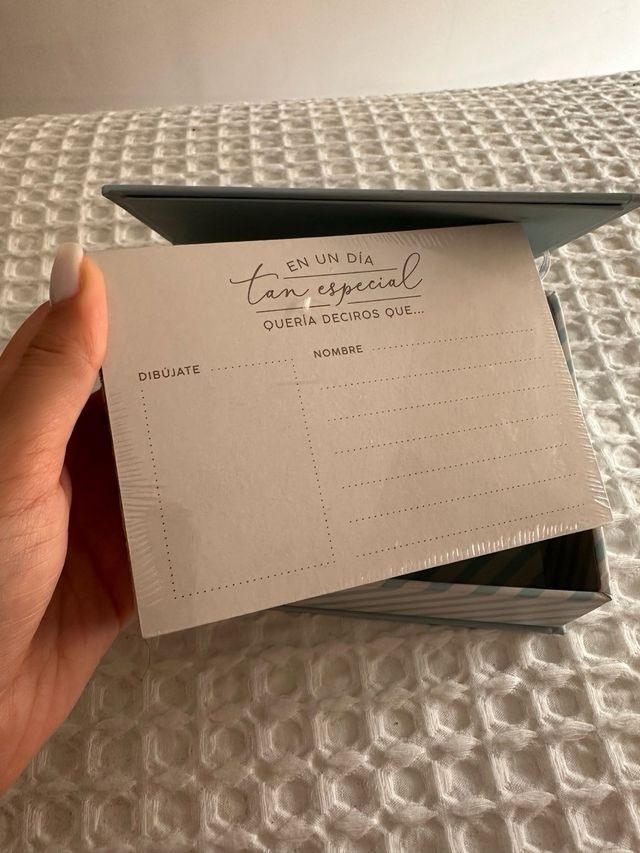 EN UN DÍA
tan especial
QUERÍA DECIROS QUE...
NOMBRE
DIBÚJATE